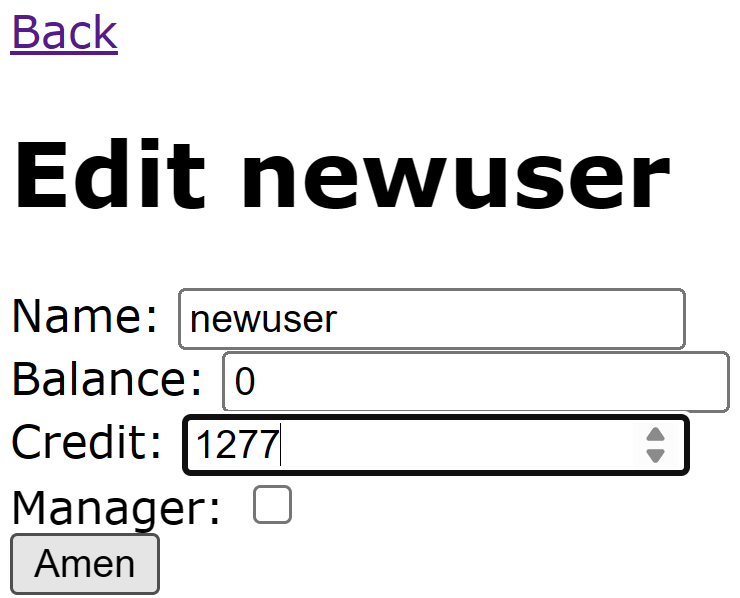 Back
Edit newuser
Name: newuser
Balance: 0
Credit: 1277
Manager:
Amen